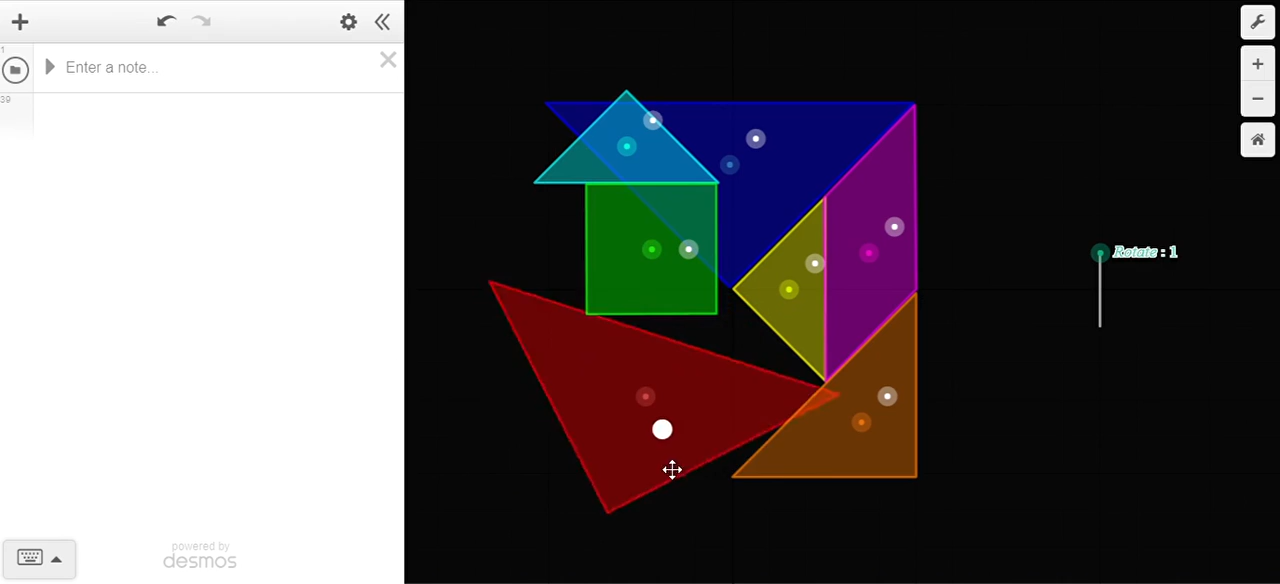 1
Enter a note...
39
Rotate : 1
powered by
desmos